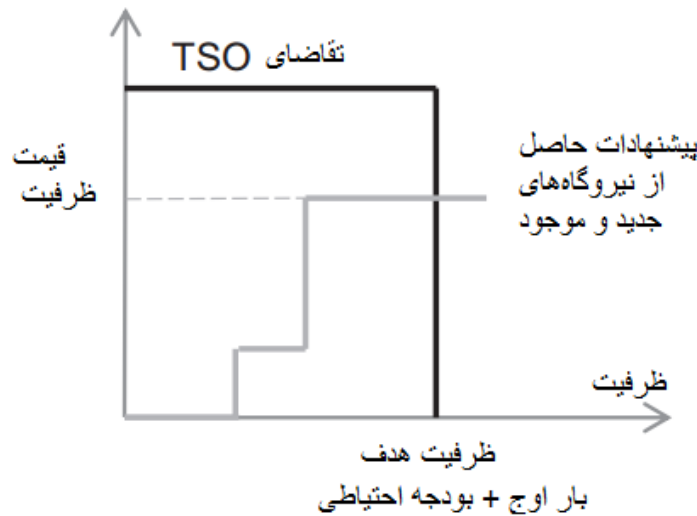 تقاضای TSO
قیمت
ظرفیت
پیشنهادات حاصل
از نیروگاه‌های
جدید و موجود
ظرفیت
ظرفیت هدف
بار اوج + بودجه احتیاطی